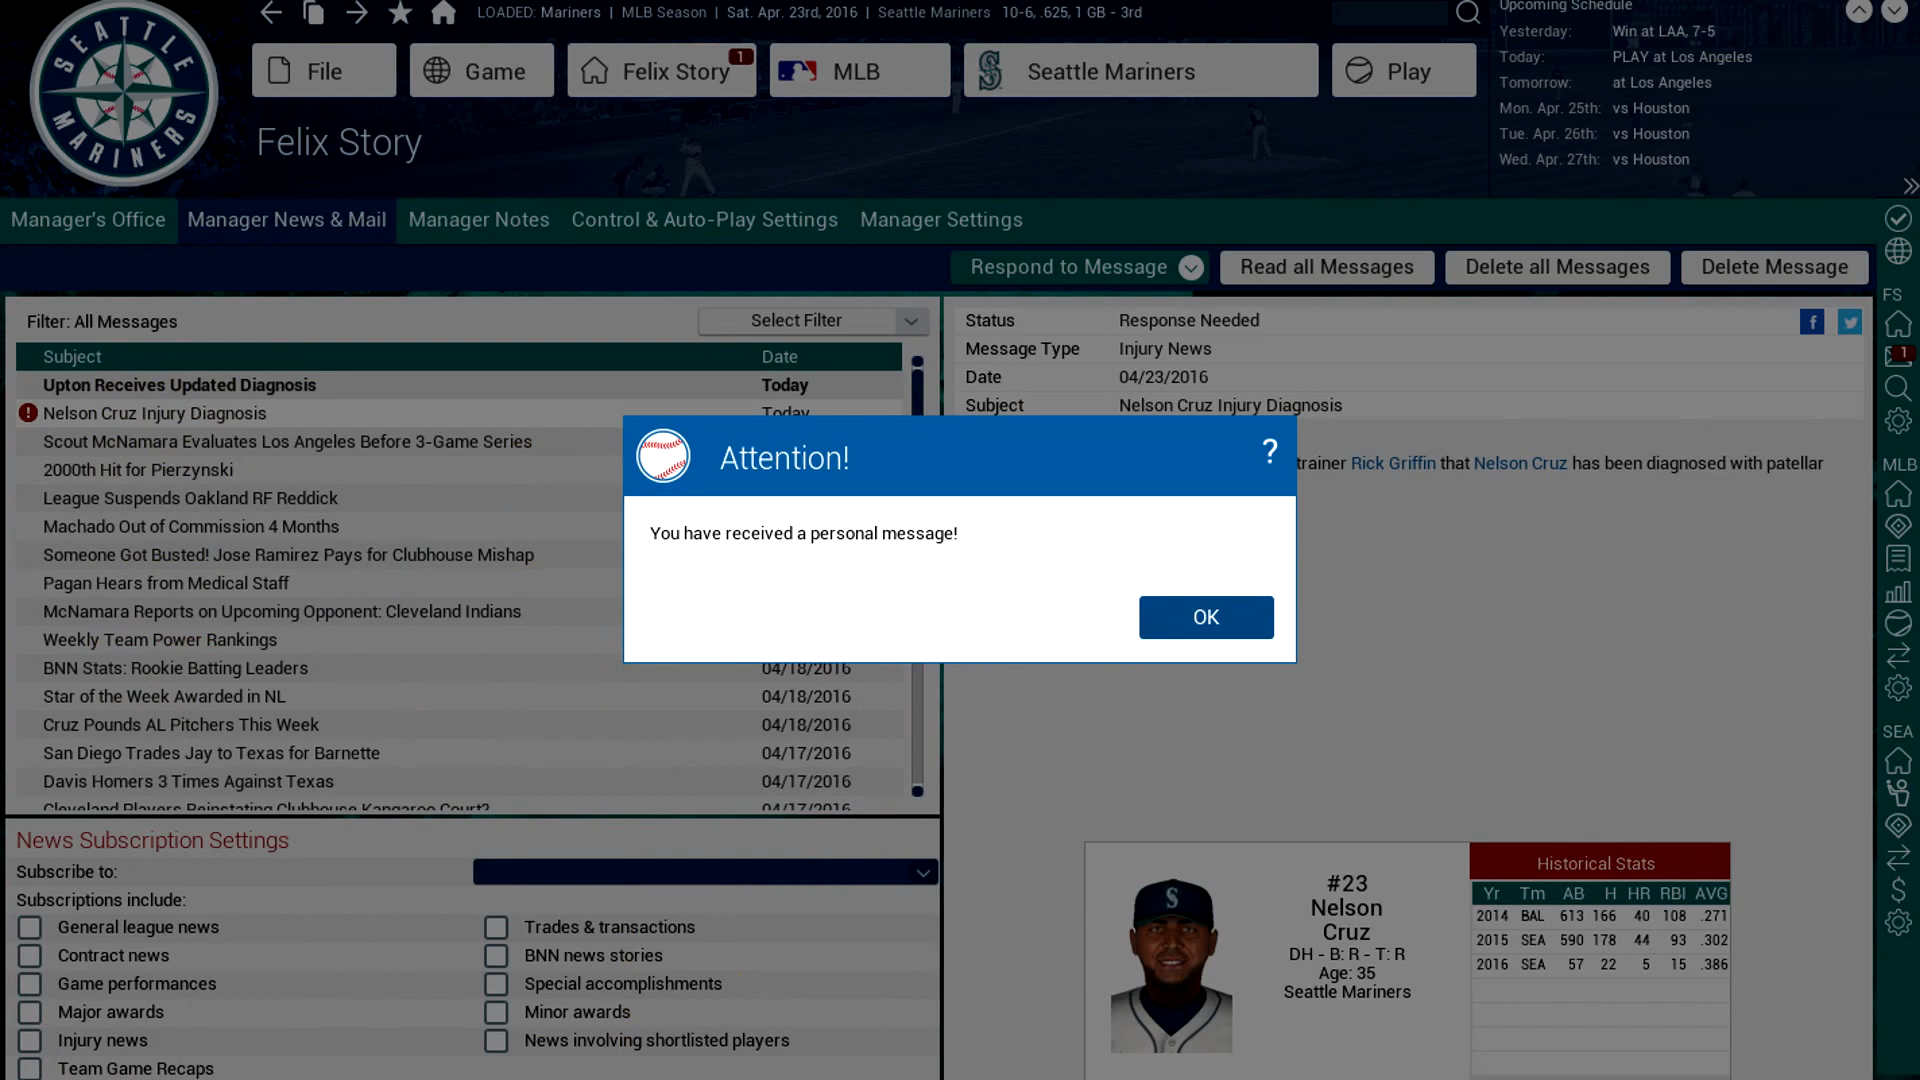 SEATTLE MARINERS
LOADED: Mariners | MLB Season | Sat. Apr. 23rd, 2016 | Seattle Mariners 10-6, .625, 1 GB - 3rd
File
Game
Felix Story 1
MLB
Seattle Mariners
Play
Felix Story
Upcoming Schedule
Yesterday: Win at LAA, 7-5
Today: PLAY at Los Angeles
Tomorrow: at Los Angeles
Mon. Apr. 25th: vs Houston
Tue. Apr. 26th: vs Houston
Wed. Apr. 27th: vs Houston
Manager's Office Manager News & Mail Manager Notes Control & Auto-Play Settings Manager Settings
Respond to Message Read all Messages Delete all Messages Delete Message
Filter: All Messages Select Filter
Subject Date
Upton Receives Updated Diagnosis Today
Nelson Cruz Injury Diagnosis Today
Scout McNamara Evaluates Los Angeles Before 3-Game Series
2000th Hit for Pierzynski
League Suspends Oakland RF Reddick
Machado Out of Commission 4 Months
Someone Got Busted! Jose Ramirez Pays for Clubhouse Mishap
Pagan Hears from Medical Staff
McNamara Reports on Upcoming Opponent: Cleveland Indians
Weekly Team Power Rankings
BNN Stats: Rookie Batting Leaders 04/18/2016
Star of the Week Awarded in NL 04/18/2016
Cruz Pounds AL Pitchers This Week 04/18/2016
San Diego Trades Jay to Texas for Barnette 04/17/2016
Davis Homers 3 Times Against Texas 04/17/2016
Cleveland Players Reinstating Clubhouse Kangaroo Court? 04/17/2016
Status Response Needed
Message Type Injury News
Date 04/23/2016
Subject Nelson Cruz Injury Diagnosis
trainer Rick Griffin that Nelson Cruz has been diagnosed with patellar
Attention! ?
You have received a personal message!
OK
News Subscription Settings
Subscribe to:
Subscriptions include:
General league news Trades & transactions
Contract news BNN news stories
Game performances Special accomplishments
Major awards Minor awards
Injury news News involving shortlisted players
Team Game Recaps
#23
Nelson
Cruz
DH - B: R - T: R
Age: 35
Seattle Mariners
Historical Stats
Yr Tm AB H HR RBI AVG
2014 BAL 613 166 40 108 .271
2015 SEA 590 178 44 93 .302
2016 SEA 57 22 5 15 .386
FS
1
MLB
SEA